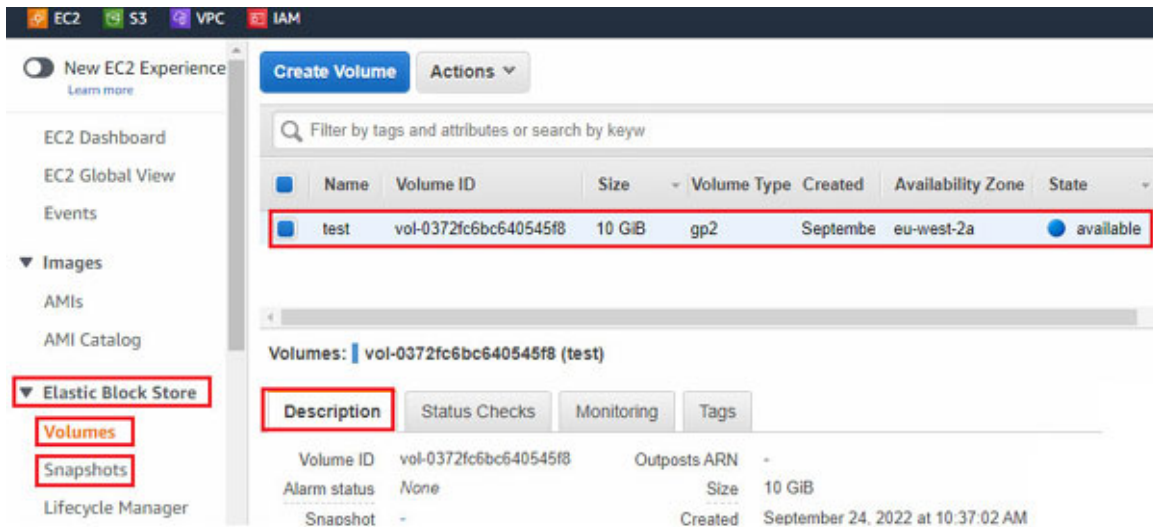 EC2 S3 VPC IAM
New EC2 Experience
Learn more
EC2 Dashboard
EC2 Global View
Events
Images
AMIs
AMI Catalog
Elastic Block Store
Volumes
Snapshots
Lifecycle Manager
Create Volume Actions
Filter by tags and attributes or search by keyw
Name Volume ID Size Volume Type Created Availability Zone State
test vol-0372fc6bc640545f8 10 GiB gp2 Septembe eu-west-2a available
Volumes: vol-0372fc6bc640545f8 (test)
Description Status Checks Monitoring Tags
Volume ID vol-0372fc6bc640545f8 Outposts ARN -
Alarm status None Size 10 GiB
Snapshot - Created September 24, 2022 at 10:37:02 AM